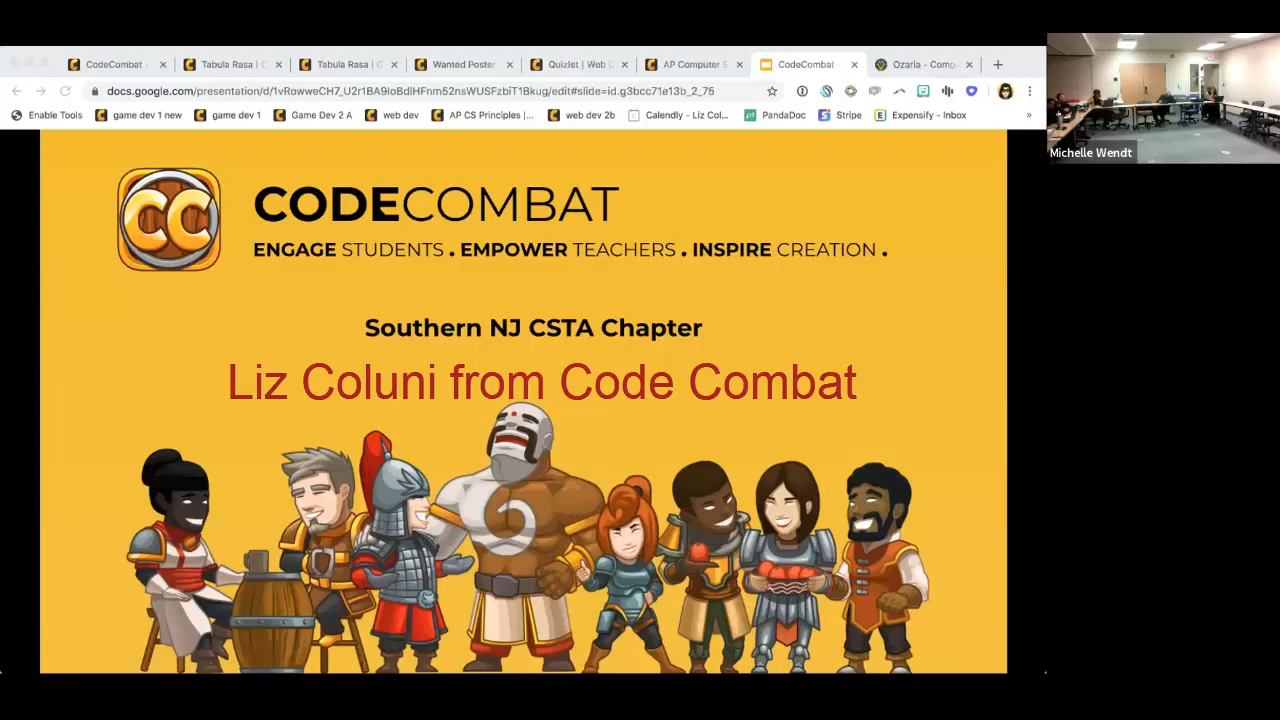 CodeCombat -
Tabula Rasa | G
Tabula Rasa | G
Wanted Poster
Quizlet | Web D
AP Computer S
CodeCombat
Ozaria - Comp
docs.google.com/presentation/d/1vRowweCH7_U2r1BA9IoBdIHFnm52nsWUSFzbiT1Bkug/edit#slide=id.g3bcc71e13b_2_75
Enable Tools
game dev 1 new
game dev 1
Game Dev 2 A
web dev
AP CS Principles |...
web dev 2b
Calendly - Liz Col...
PandaDoc
Stripe
Expensify - Inbox
»
Michelle Wendt
CC
CODECOMBAT
ENGAGE STUDENTS . EMPOWER TEACHERS . INSPIRE CREATION .
Southern NJ CSTA Chapter
Liz Coluni from Code Combat